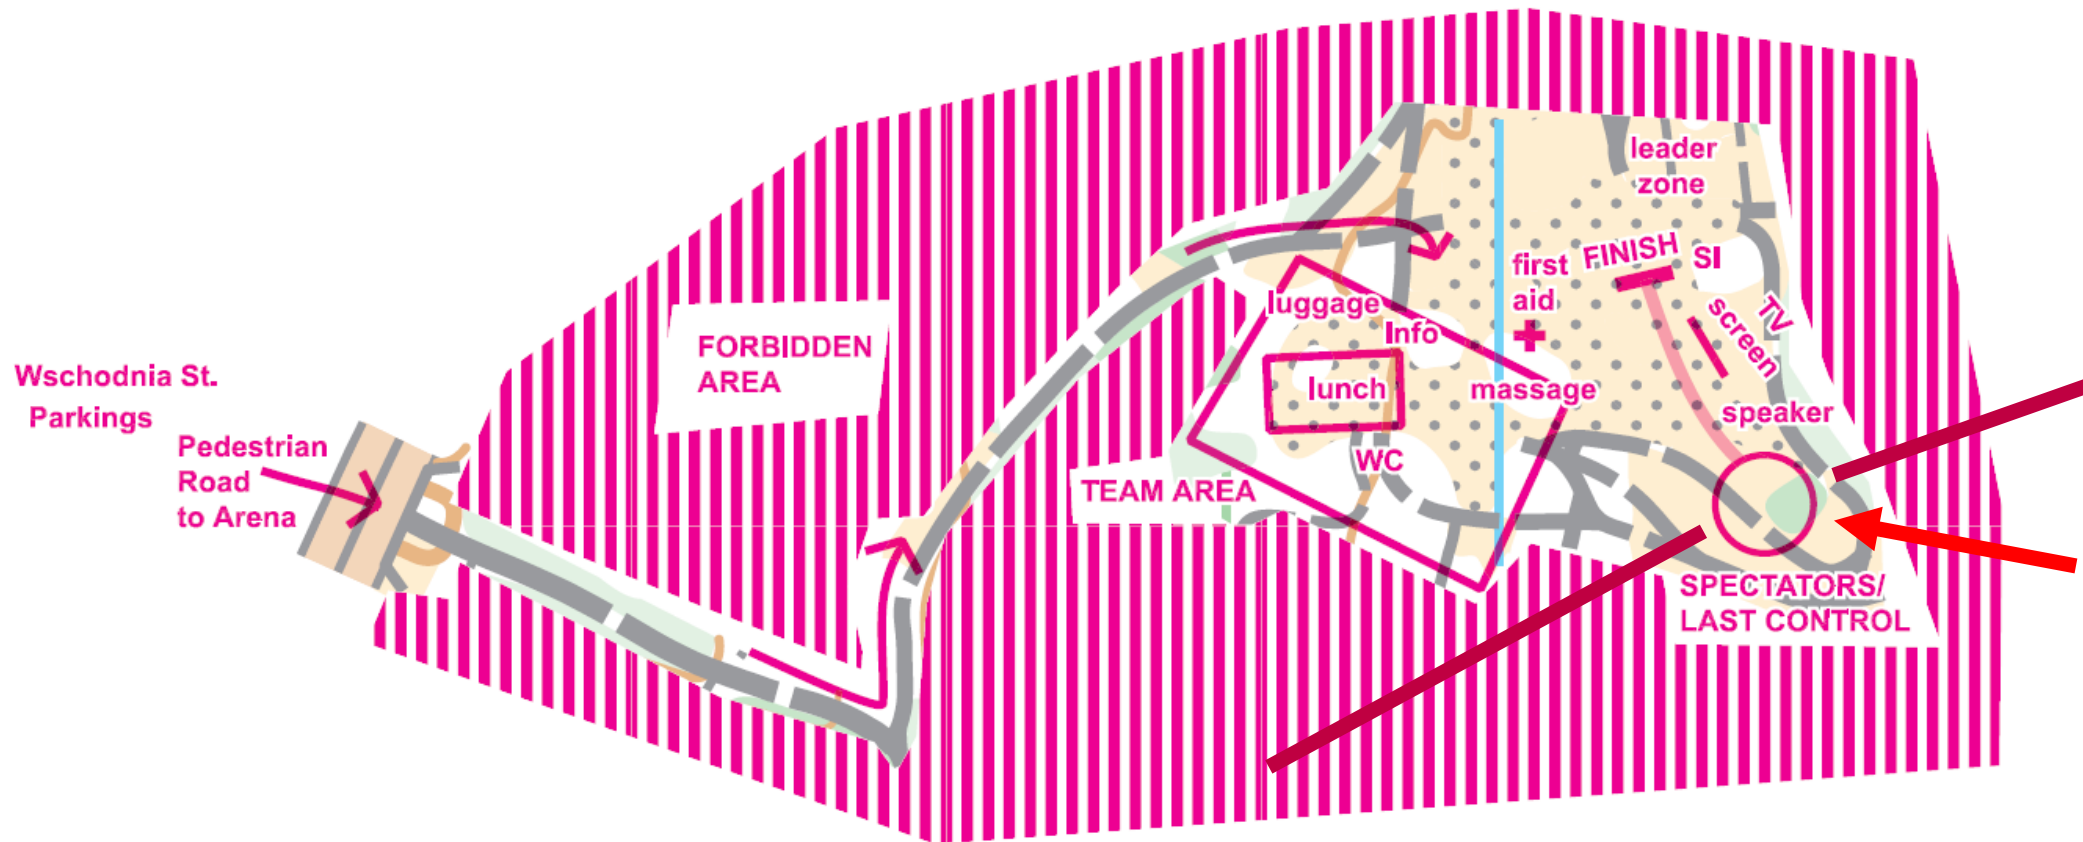 Wschodnia St.
Parkings
Pedestrian
Road
to Arena
FORBIDDEN
AREA
TEAM AREA
luggage
Info
lunch
WC
massage
first
aid
leader
zone
FINISH
SI
TV
screen
speaker
SPECTATORS/
LAST CONTROL